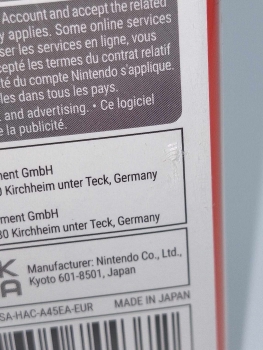 Account and accept the related
y applies. Some online services
ser les services en ligne, vous
cepté les termes du contrat relatif
té du compte Nintendo s'applique.
les dans tous les pays.
and advertising. • Ce logiciel
e la publicité.
ment GmbH
0 Kirchheim unter Teck, Germany
ment GmbH
30 Kirchheim unter Teck, Germany
K
A
Manufacturer: Nintendo Co., Ltd.,
Kyoto 601-8501, Japan
SA-HAC-A45EA-EUR
MADE IN JAPAN